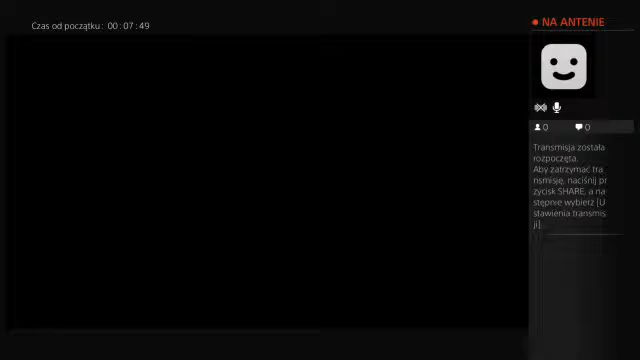 Czas od początku: 00 : 07 : 49
NA ANTENIE
0
0
Transmisja została
rozpoczęta.
Aby zatrzymać tra
nsmisję, naciśnij pr
zycisk SHARE, a na
stępnie wybierz [U
stawienia transmis
ji]